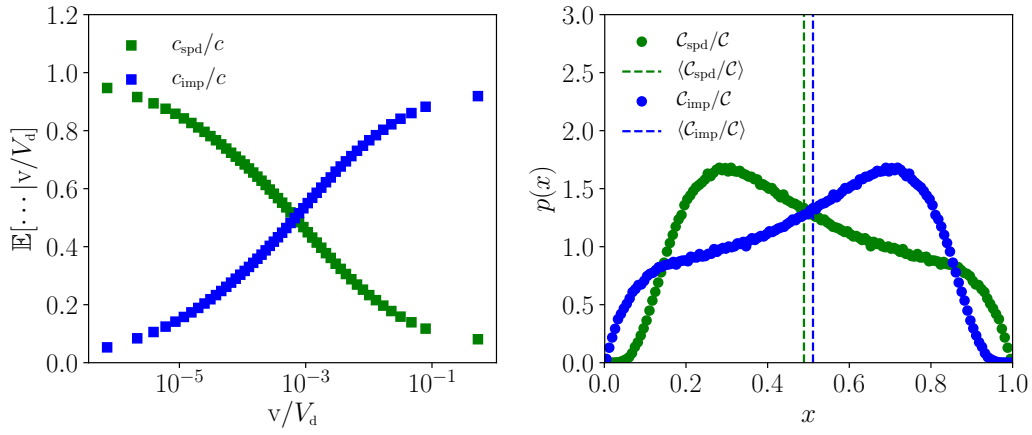 1.2
1.0
0.8
0.6
0.4
0.2
0.0
𝔼[⋯ |v/V_d]
c_spd/c
c_imp/c
10^-5
10^-3
10^-1
v/V_d
3.0
2.5
2.0
1.5
1.0
0.5
0.0
p(x)
𝒞_spd/𝒞
⟨𝒞_spd/𝒞⟩
𝒞_imp/𝒞
⟨𝒞_imp/𝒞⟩
0.0 0.2 0.4 0.6 0.8 1.0
x